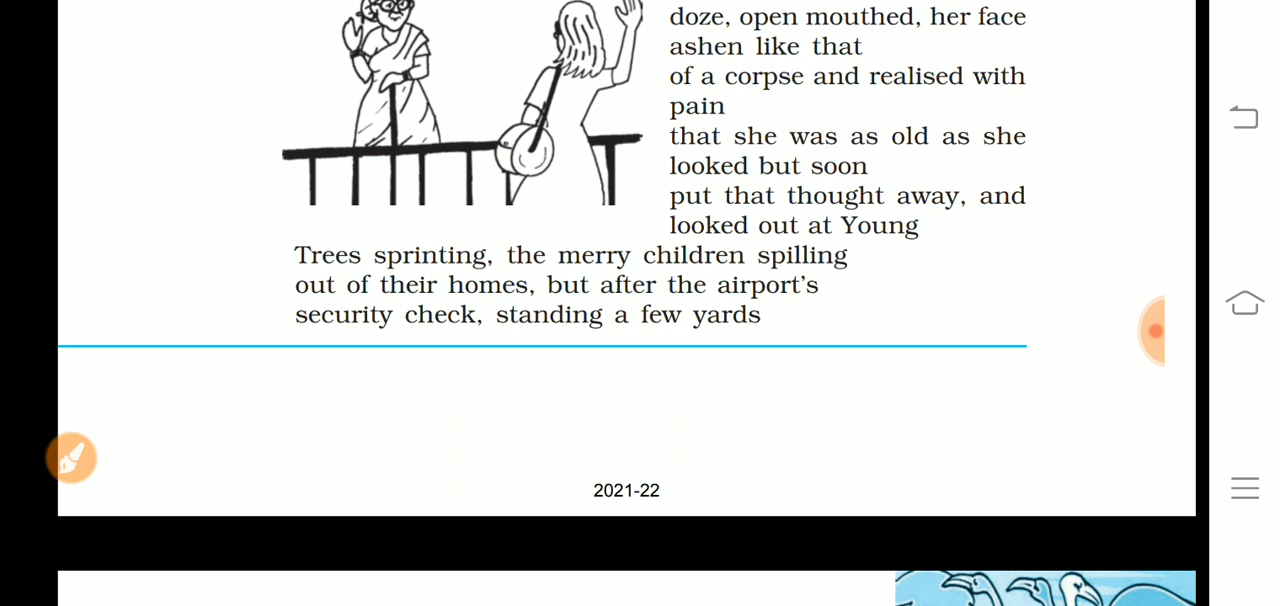 doze, open mouthed, her face
ashen like that
of a corpse and realised with
pain
that she was as old as she
looked but soon
put that thought away, and
looked out at Young
Trees sprinting, the merry children spilling
out of their homes, but after the airport's
security check, standing a few yards
2021-22